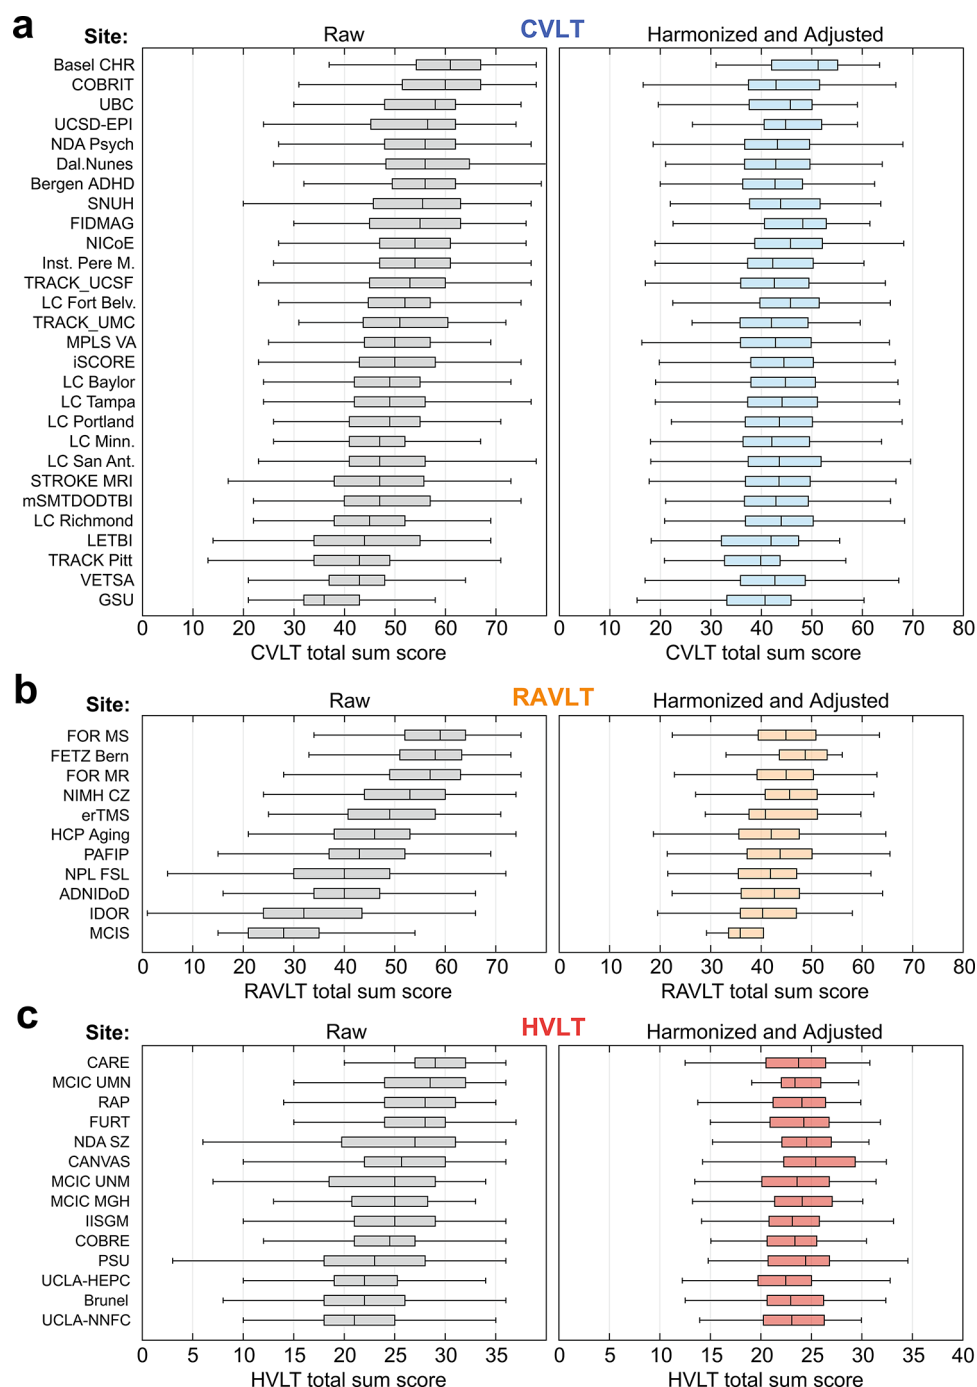 a
CVLT
Site:
Raw
Harmonized and Adjusted
Basel CHR
COBRIT
UBC
UCSD-EPI
NDA Psych
Dal.Nunes
Bergen ADHD
SNUH
FIDMAG
NICoE
Inst. Pere M.
TRACK_UCSF
LC Fort Belv.
TRACK_UMC
MPLS VA
iSCORE
LC Baylor
LC Tampa
LC Portland
LC Minn.
LC San Ant.
STROKE MRI
mSMTDODTBI
LC Richmond
LETBI
TRACK Pitt
VETSA
GSU
0 10 20 30 40 50 60 70 0 20 30 40 50 60 70 80
CVLT total sum score CVLT total sum score
b
RAVLT
Site:
Raw
Harmonized and Adjusted
FOR MS
FETZ Bern
FOR MR
NIMH CZ
erTMS
HCP Aging
PAFIP
NPL FSL
ADNIDoD
IDOR
MCIS
0 10 20 30 40 50 60 70 0 20 30 40 50 60 70 80
RAVLT total sum score RAVLT total sum score
c
HVLT
Site:
Raw
Harmonized and Adjusted
CARE
MCIC UMN
RAP
FURT
NDA SZ
CANVAS
MCIC UNM
MCIC MGH
IISGM
COBRE
PSU
UCLA-HEPC
Brunel
UCLA-NNFC
0 5 10 15 20 25 30 35 0 10 15 20 25 30 35 40
HVLT total sum score HVLT total sum score